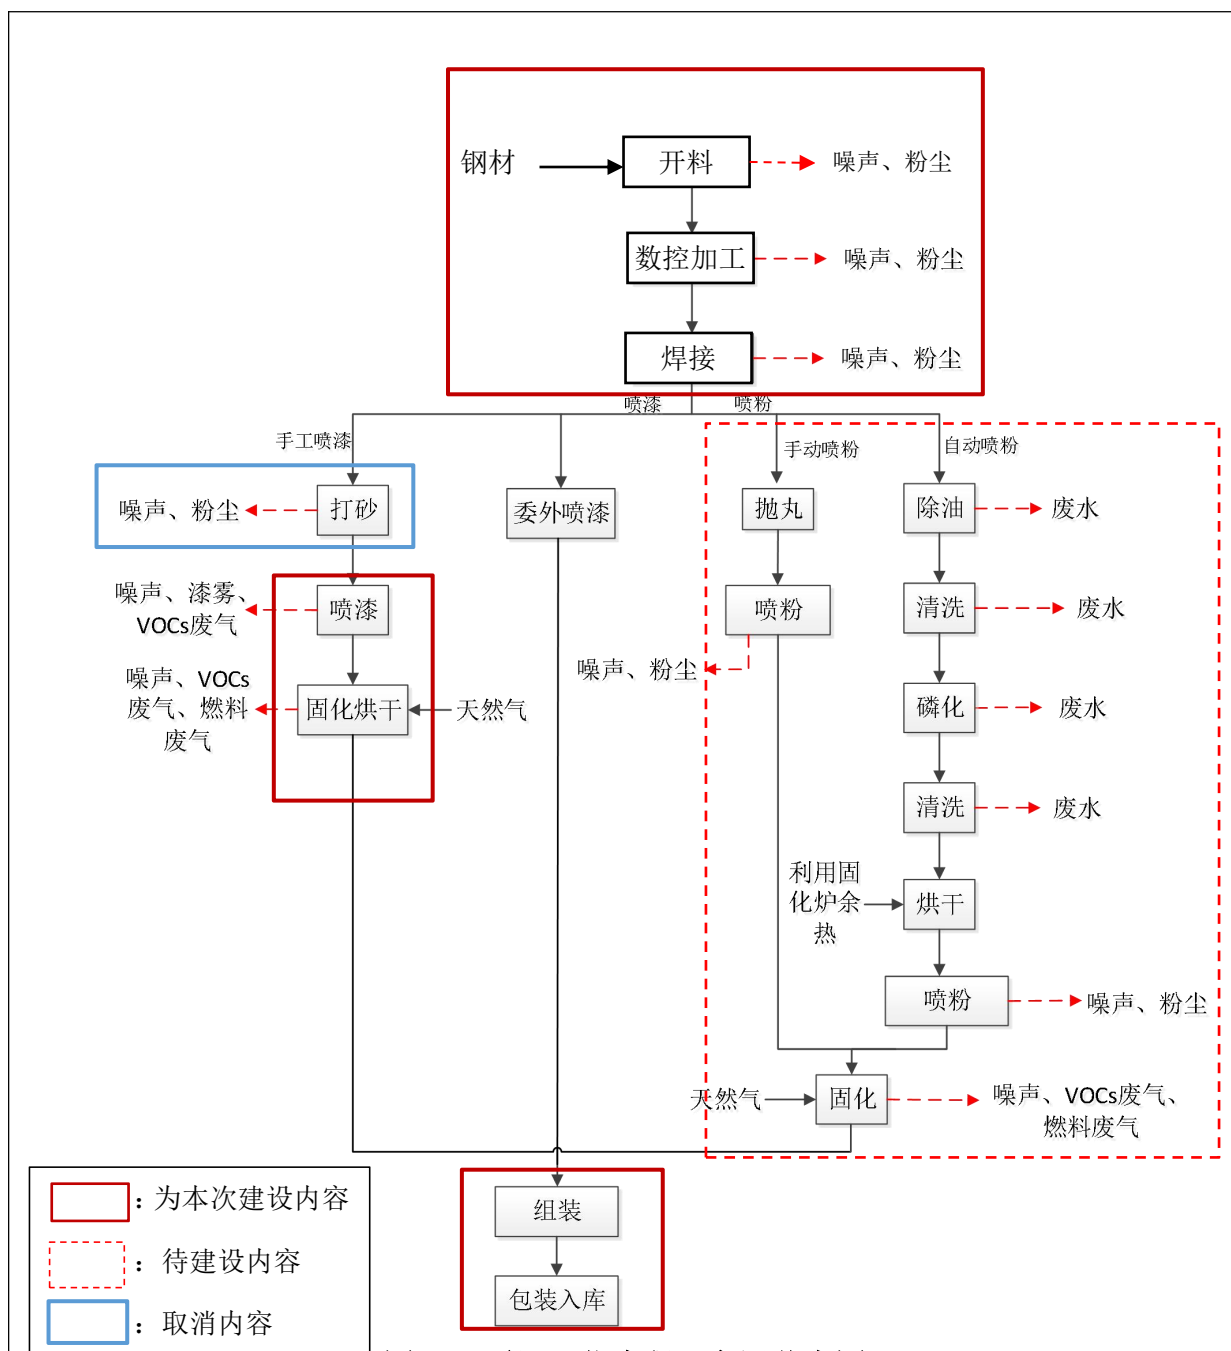 钢材
开料
噪声、粉尘
数控加工
噪声、粉尘
焊接
噪声、粉尘
喷漆
喷粉
手工喷漆
手动喷粉
自动喷粉
噪声、粉尘
打砂
委外喷漆
抛丸
除油
废水
噪声、漆雾、
VOCs废气
喷漆
喷粉
清洗
废水
噪声、粉尘
噪声、VOCs
废气、燃料
废气
固化烘干
天然气
磷化
废水
清洗
废水
利用固
化炉余
热
烘干
喷粉
噪声、粉尘
天然气
固化
噪声、VOCs废气、
燃料废气
组装
包装入库
：为本次建设内容
：待建设内容
：取消内容